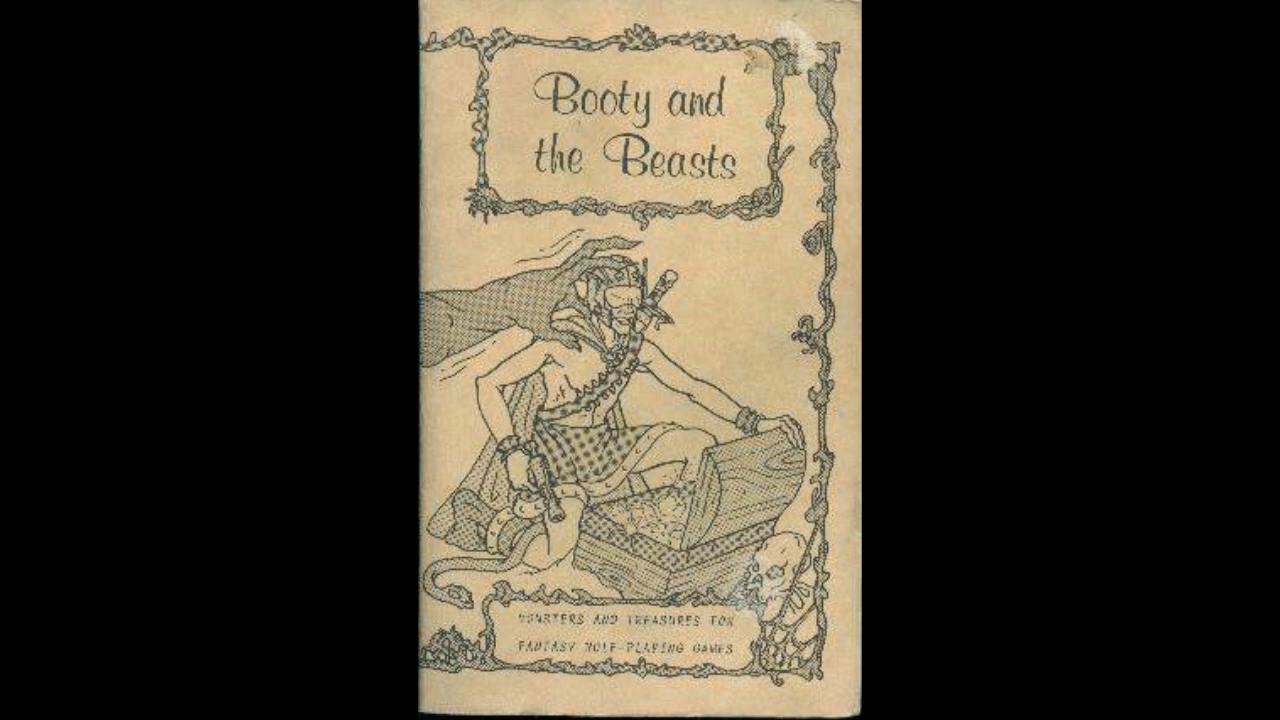 Booty and
the Beasts
MONSTERS AND TREASURES FOR
FANTASY ROLE-PLAYING GAMES